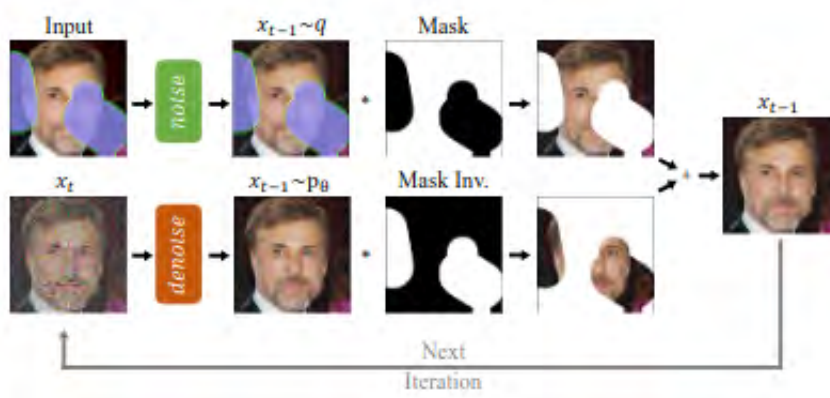 Input
x_{t-1}~q
Mask
noise
*
x_{t-1}
x_t
x_{t-1}~p_θ
Mask Inv.
+
denoise
*
Next
Iteration